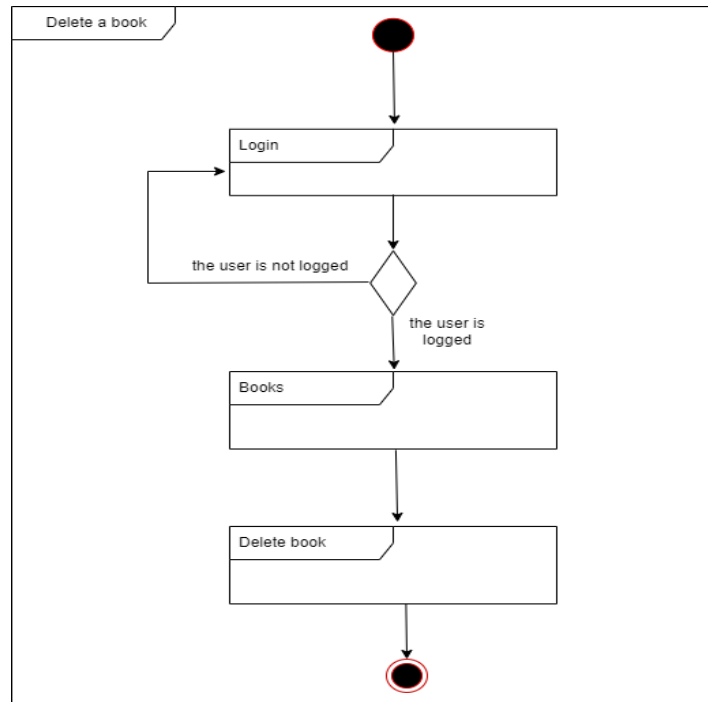 Delete a book
Login
the user is not logged
the user is
logged
Books
Delete book